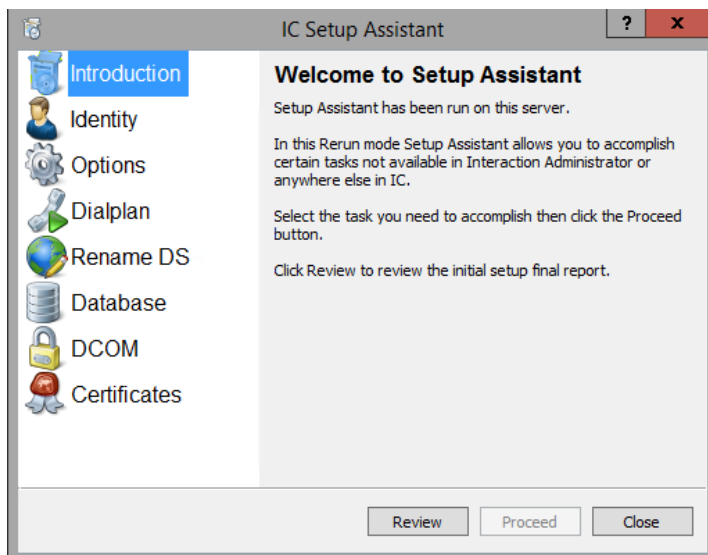 IC Setup Assistant
?
x
Introduction
Identity
Options
Dialplan
Rename DS
Database
DCOM
Certificates
Welcome to Setup Assistant
Setup Assistant has been run on this server.
In this Rerun mode Setup Assistant allows you to accomplish
certain tasks not available in Interaction Administrator or
anywhere else in IC.
Select the task you need to accomplish then click the Proceed
button.
Click Review to review the initial setup final report.
Review
Proceed
Close